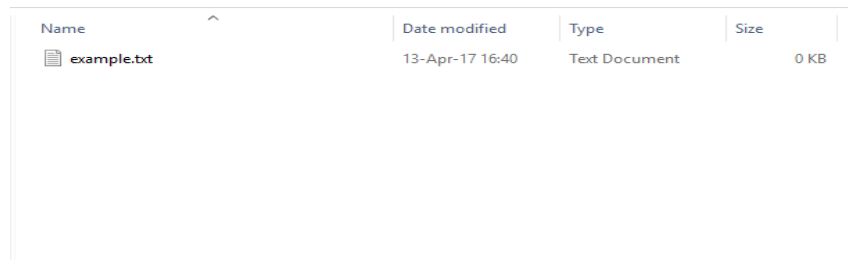 Name Date modified Type Size
example.txt 13-Apr-17 16:40 Text Document 0 KB